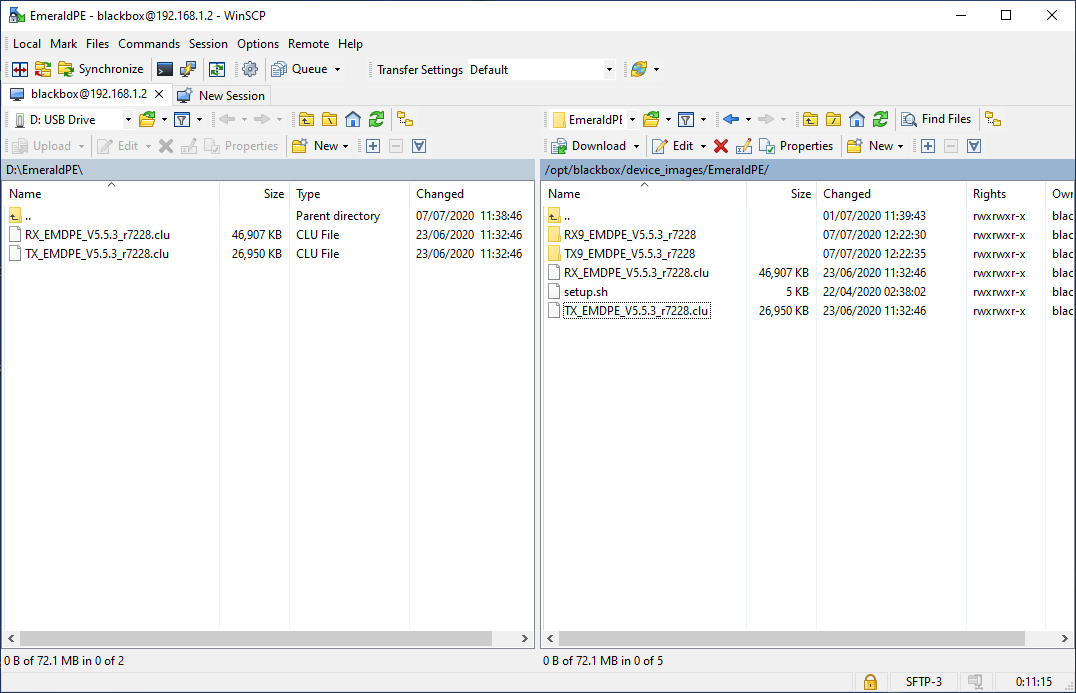 EmeraldPE - blackbox@192.168.1.2 - WinSCP
Local Mark Files Commands Session Options Remote Help
Synchronize Queue Transfer Settings Default
blackbox@192.168.1.2 New Session
D: USB Drive
EmeraldPE Find Files
Upload Edit Properties New
Download Edit Properties New
D:\EmeraldPE\
Name Size Type Changed
.. Parent directory 07/07/2020 11:38:46
RX_EMDPE_V5.5.3_r7228.clu 46,907 KB CLU File 23/06/2020 11:32:46
TX_EMDPE_V5.5.3_r7228.clu 26,950 KB CLU File 23/06/2020 11:32:46
0 B of 72.1 MB in 0 of 2
/opt/blackbox/device_images/EmeraldPE/
Name Size Changed Rights Own
.. 01/07/2020 11:39:43 rwxrwxr-x blac
RX9_EMDPE_V5.5.3_r7228 07/07/2020 12:22:30 rwxrwxr-x blac
TX9_EMDPE_V5.5.3_r7228 07/07/2020 12:22:35 rwxrwxr-x blac
RX_EMDPE_V5.5.3_r7228.clu 46,907 KB 23/06/2020 11:32:46 rwxrwxr-x blac
setup.sh 5 KB 22/04/2020 02:38:02 rwxrwxr-x blac
TX_EMDPE_V5.5.3_r7228.clu 26,950 KB 23/06/2020 11:32:46 rwxrwxr-x blac
0 B of 72.1 MB in 0 of 5
SFTP-3 0:11:15